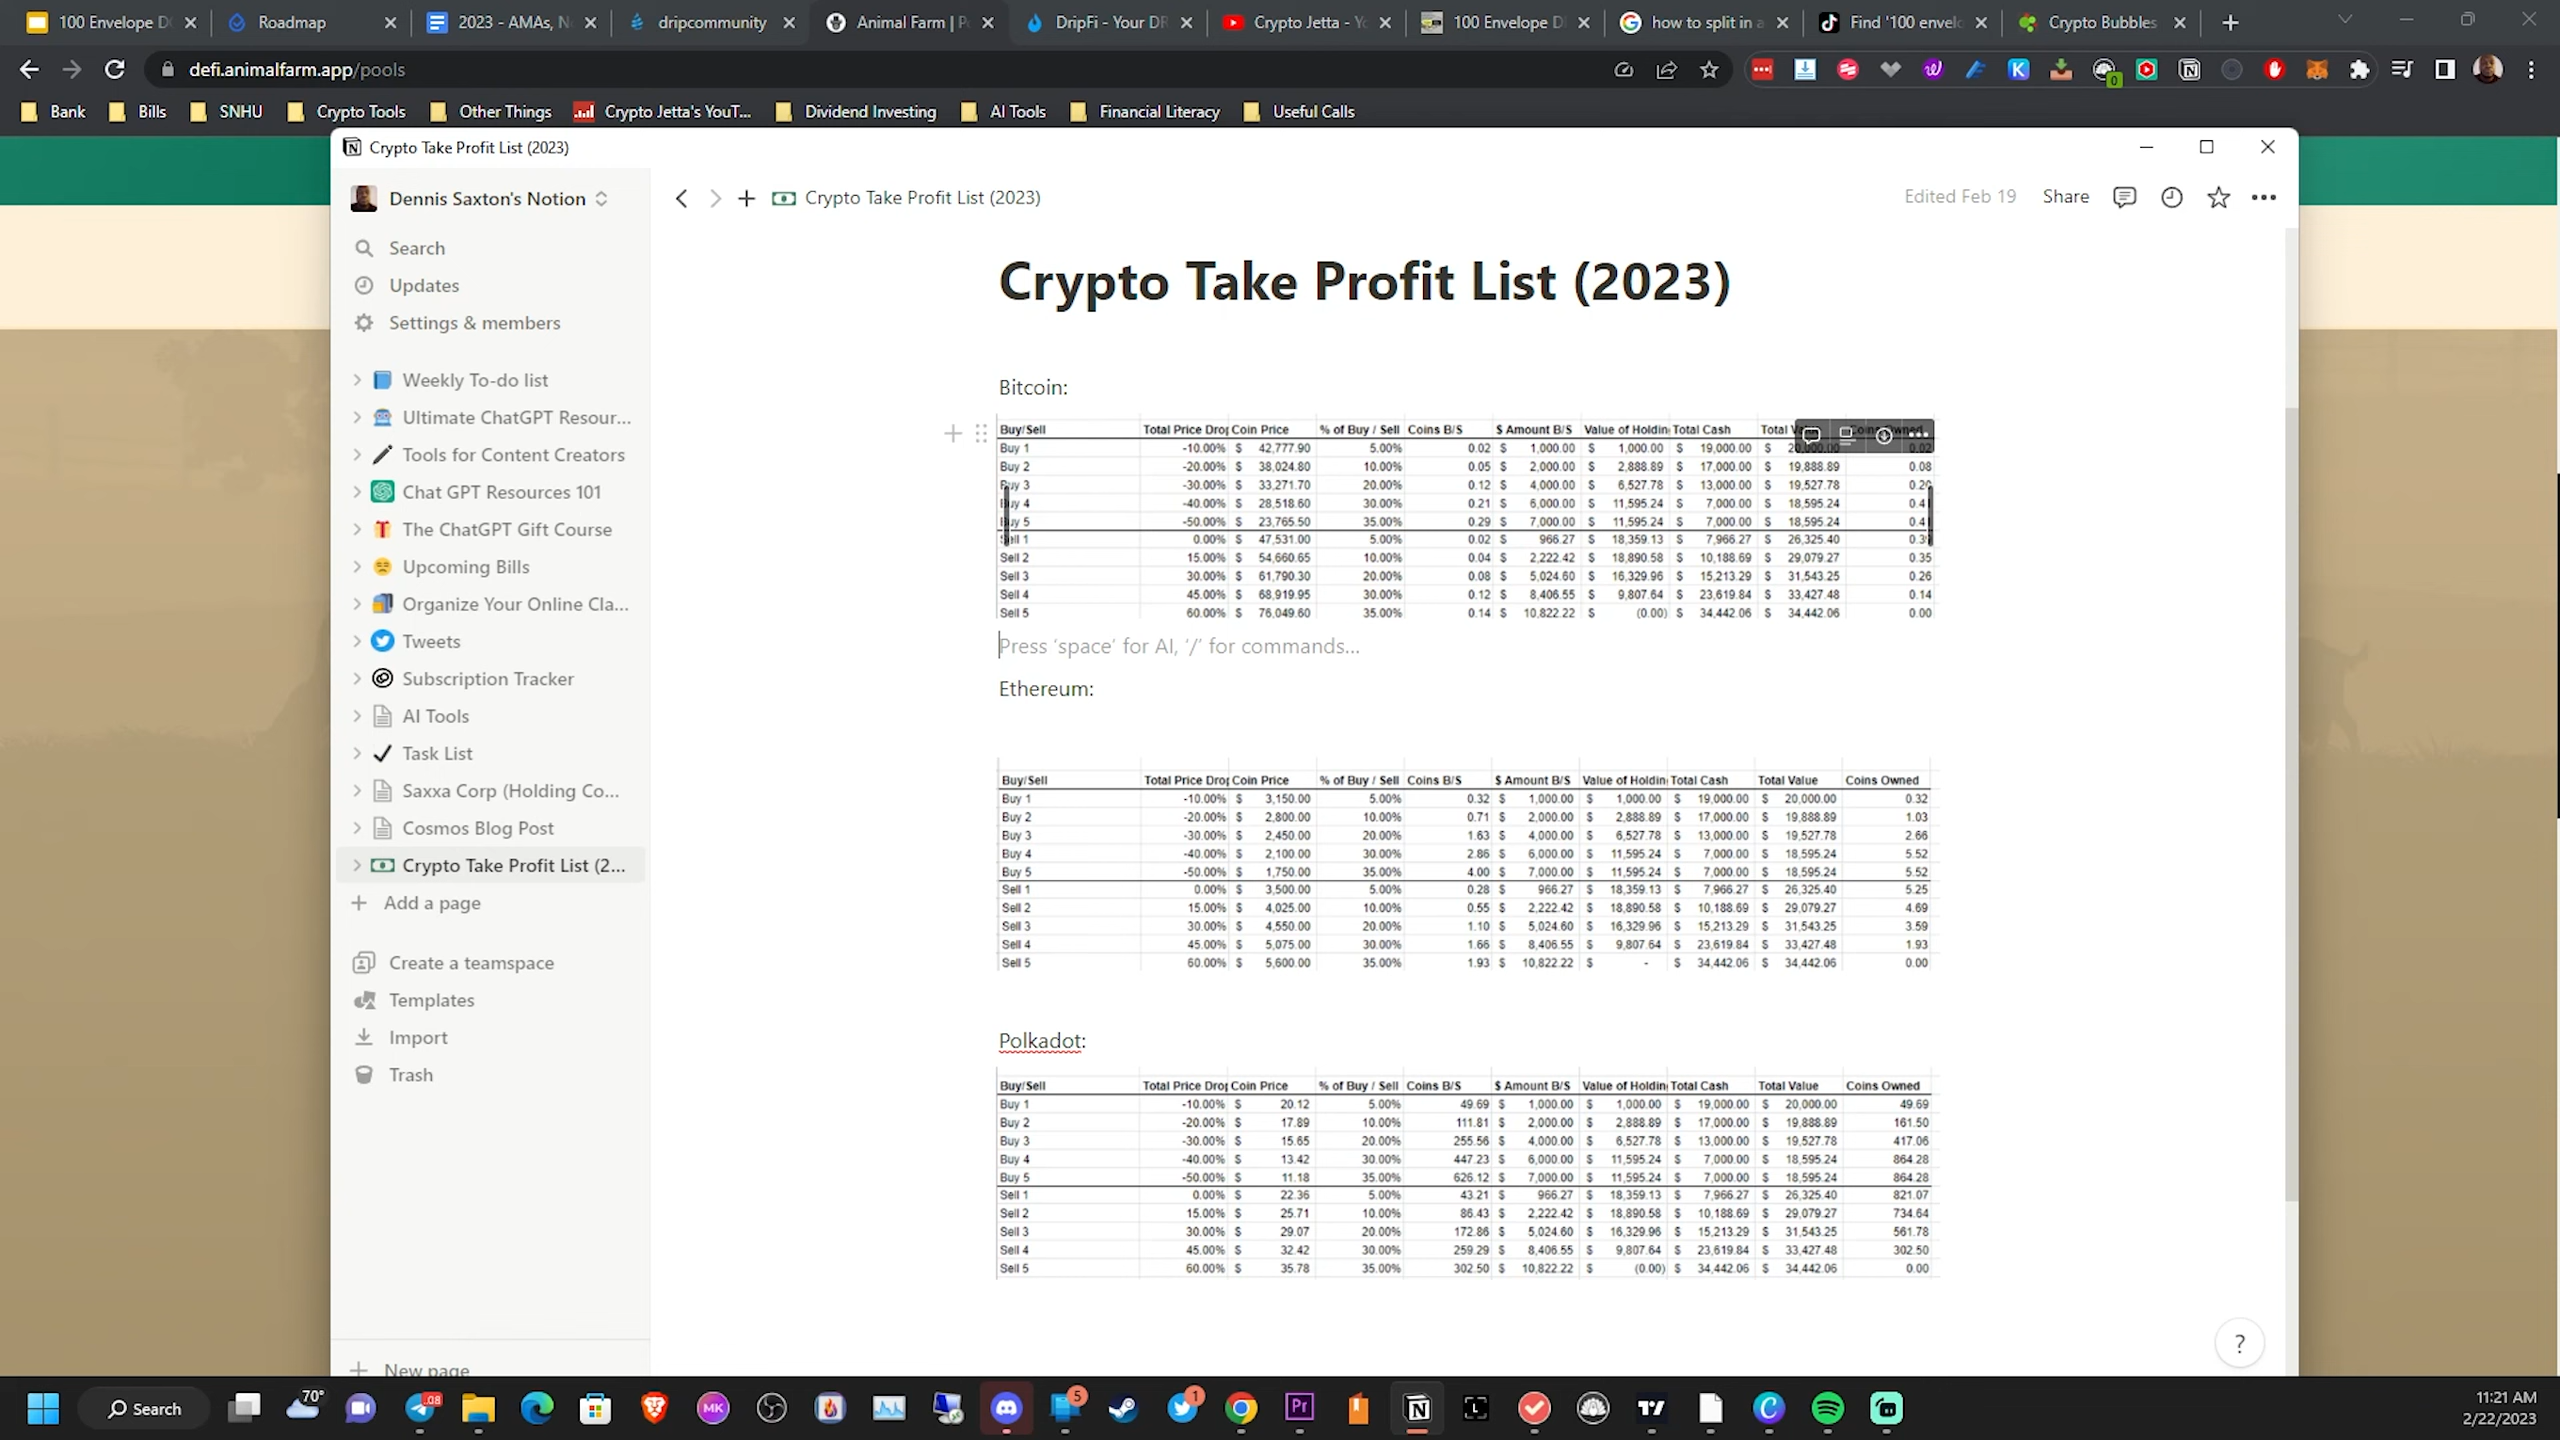 100 Envelope D
Roadmap
2023 - AMAs, N
dripcommunity
Animal Farm | P
DripFi - Your DR
Crypto Jetta - Yo
100 Envelope D
how to split in a
Find '100 envelo
Crypto Bubbles
defi.animalfarm.app/pools
Bank
Bills
SNHU
Crypto Tools
Other Things
Crypto Jetta's YouT...
Dividend Investing
AI Tools
Financial Literacy
Useful Calls
Crypto Take Profit List (2023)
Dennis Saxton's Notion
Search
Updates
Settings & members
Weekly To-do list
Ultimate ChatGPT Resour...
Tools for Content Creators
Chat GPT Resources 101
The ChatGPT Gift Course
Upcoming Bills
Organize Your Online Cla...
Tweets
Subscription Tracker
AI Tools
Task List
Saxxa Corp (Holding Co...
Cosmos Blog Post
Crypto Take Profit List (2...
Add a page
Create a teamspace
Templates
Import
Trash
New page
Crypto Take Profit List (2023)
Edited Feb 19 Share
Crypto Take Profit List (2023)
Bitcoin:
Buy/Sell Total Price Drop Coin Price % of Buy / Sell Coins B/S $ Amount B/S Value of Holdin Total Cash
Buy 1 -10.00% $ 42,777.90 5.00% 0.02 $ 1,000.00 $ 1,000.00 $ 19,000.00 $ 20,000.00 0.02
Buy 2 -20.00% $ 38,024.80 10.00% 0.05 $ 2,000.00 $ 2,888.89 $ 17,000.00 $ 19,888.89 0.08
Buy 3 -30.00% $ 33,271.70 20.00% 0.12 $ 4,000.00 $ 6,527.78 $ 13,000.00 $ 19,527.78 0.20
Buy 4 -40.00% $ 28,518.60 30.00% 0.21 $ 6,000.00 $ 11,595.24 $ 7,000.00 $ 18,595.24 0.41
Buy 5 -50.00% $ 23,765.50 35.00% 0.29 $ 7,000.00 $ 11,595.24 $ 7,000.00 $ 18,595.24 0.41
Sell 1 0.00% $ 47,531.00 5.00% 0.02 $ 966.27 $ 18,359.13 $ 7,966.27 $ 26,325.40
Sell 2 15.00% $ 54,660.65 10.00% 0.04 $ 2,222.42 $ 18,890.58 $ 10,188.69 $ 29,079.27 0.35
Sell 3 30.00% $ 61,790.30 20.00% 0.08 $ 5,024.60 $ 16,329.96 $ 15,213.29 $ 31,543.25 0.26
Sell 4 45.00% $ 68,919.95 30.00% 0.12 $ 8,406.55 $ 9,807.64 $ 23,619.84 $ 33,427.48 0.14
Sell 5 60.00% $ 76,049.60 35.00% 0.14 $ 10,822.22 $ (0.00) $ 34,442.06 $ 34,442.06 0.00
Press ‘space’ for AI, ‘/’ for commands...
Ethereum:
Buy/Sell Total Price Drop Coin Price % of Buy / Sell Coins B/S $ Amount B/S Value of Holdin Total Cash Total Value Coins Owned
Buy 1 -10.00% $ 3,150.00 5.00% 0.32 $ 1,000.00 $ 1,000.00 $ 19,000.00 $ 20,000.00 0.32
Buy 2 -20.00% $ 2,800.00 10.00% 0.71 $ 2,000.00 $ 2,888.89 $ 17,000.00 $ 19,888.89 1.03
Buy 3 -30.00% $ 2,450.00 20.00% 1.63 $ 4,000.00 $ 6,527.78 $ 13,000.00 $ 19,527.78 2.66
Buy 4 -40.00% $ 2,100.00 30.00% 2.86 $ 6,000.00 $ 11,595.24 $ 7,000.00 $ 18,595.24 5.52
Buy 5 -50.00% $ 1,750.00 35.00% 4.00 $ 7,000.00 $ 11,595.24 $ 7,000.00 $ 18,595.24 5.52
Sell 1 0.00% $ 3,500.00 5.00% 0.28 $ 966.27 $ 18,359.13 $ 7,966.27 $ 26,325.40 5.25
Sell 2 15.00% $ 4,025.00 10.00% 0.55 $ 2,222.42 $ 18,890.58 $ 10,188.69 $ 29,079.27 4.69
Sell 3 30.00% $ 4,550.00 20.00% 1.10 $ 5,024.60 $ 16,329.96 $ 15,213.29 $ 31,543.25 3.59
Sell 4 45.00% $ 5,075.00 30.00% 1.66 $ 8,406.55 $ 9,807.64 $ 23,619.84 $ 33,427.48 1.93
Sell 5 60.00% $ 5,600.00 35.00% 1.93 $ 10,822.22 $ - $ 34,442.06 $ 34,442.06 0.00
Polkadot:
Buy/Sell Total Price Drop Coin Price % of Buy / Sell Coins B/S $ Amount B/S Value of Holdin Total Cash Total Value Coins Owned
Buy 1 -10.00% $ 20.12 5.00% 49.69 $ 1,000.00 $ 1,000.00 $ 19,000.00 $ 20,000.00 49.69
Buy 2 -20.00% $ 17.89 10.00% 111.81 $ 2,000.00 $ 2,888.89 $ 17,000.00 $ 19,888.89 161.50
Buy 3 -30.00% $ 15.65 20.00% 255.56 $ 4,000.00 $ 6,527.78 $ 13,000.00 $ 19,527.78 417.06
Buy 4 -40.00% $ 13.42 30.00% 447.23 $ 6,000.00 $ 11,595.24 $ 7,000.00 $ 18,595.24 864.28
Buy 5 -50.00% $ 11.18 35.00% 626.12 $ 7,000.00 $ 11,595.24 $ 7,000.00 $ 18,595.24 864.28
Sell 1 0.00% $ 22.36 5.00% 43.21 $ 966.27 $ 18,359.13 $ 7,966.27 $ 26,325.40 821.07
Sell 2 15.00% $ 25.71 10.00% 86.43 $ 2,222.42 $ 18,890.58 $ 10,188.69 $ 29,079.27 734.64
Sell 3 30.00% $ 29.07 20.00% 172.86 $ 5,024.60 $ 16,329.96 $ 15,213.29 $ 31,543.25 561.78
Sell 4 45.00% $ 32.42 30.00% 259.29 $ 8,406.55 $ 9,807.64 $ 23,619.84 $ 33,427.48 302.50
Sell 5 60.00% $ 35.78 35.00% 302.50 $ 10,822.22 $ (0.00) $ 34,442.06 $ 34,442.06 0.00
?
Search
70°
.08
MK
5
1
Pr
11:21 AM
2/22/2023